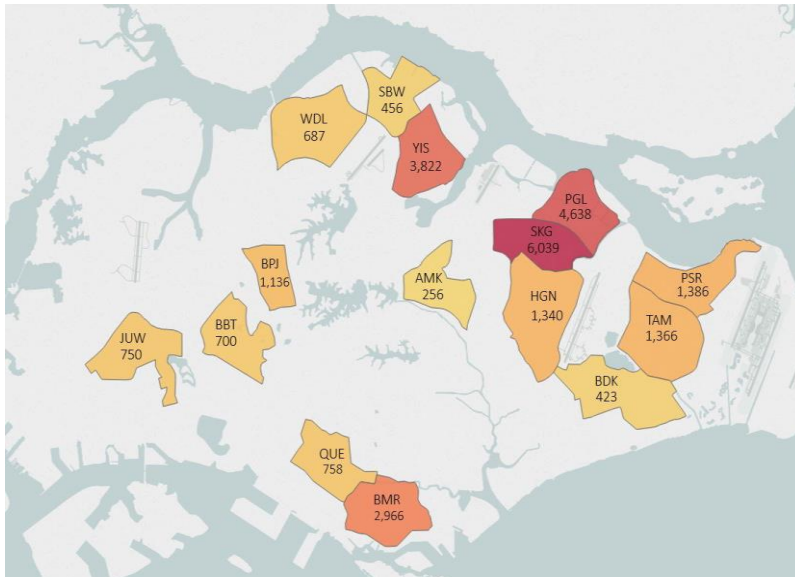 SBW
456
WDL
687
YIS
3,822
PGL
4,638
SKG
6,039
BPJ
1,136
AMK
256
HGN
1,340
PSR
1,386
TAM
1,366
JUW
750
BBT
700
BDK
423
QUE
758
BMR
2,966